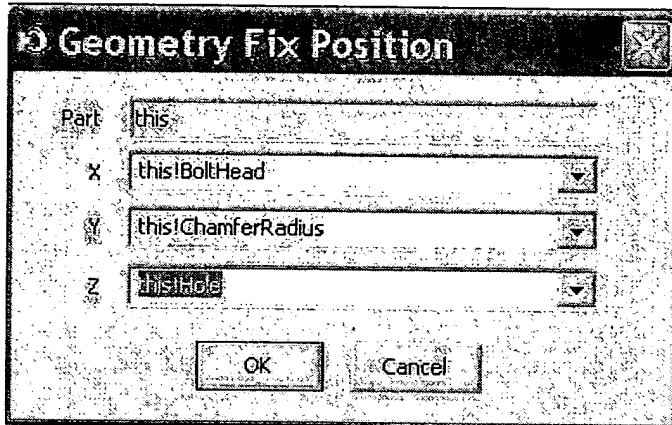 Geometry Fix Position
Part this
X this!BoltHead
Y this!ChamferRadius
Z this!Hole
OK Cancel